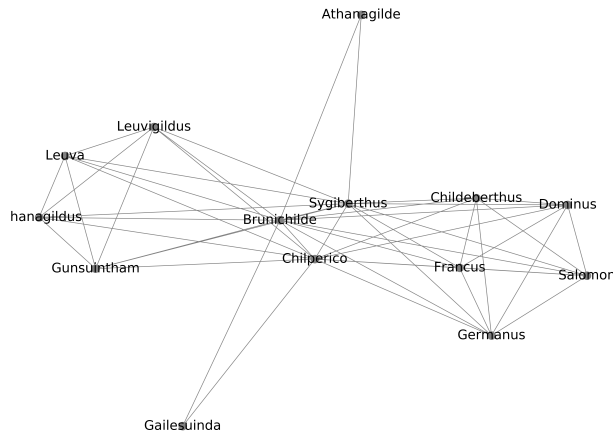 Athanagilde
Leuvigildus
Leuva
Sygiberthus
Childeberthus
Dominus
hanagildus
Brunichilde
Chilperico
Gunsuintham
Francus
Salomon
Germanus
Gailesuinda